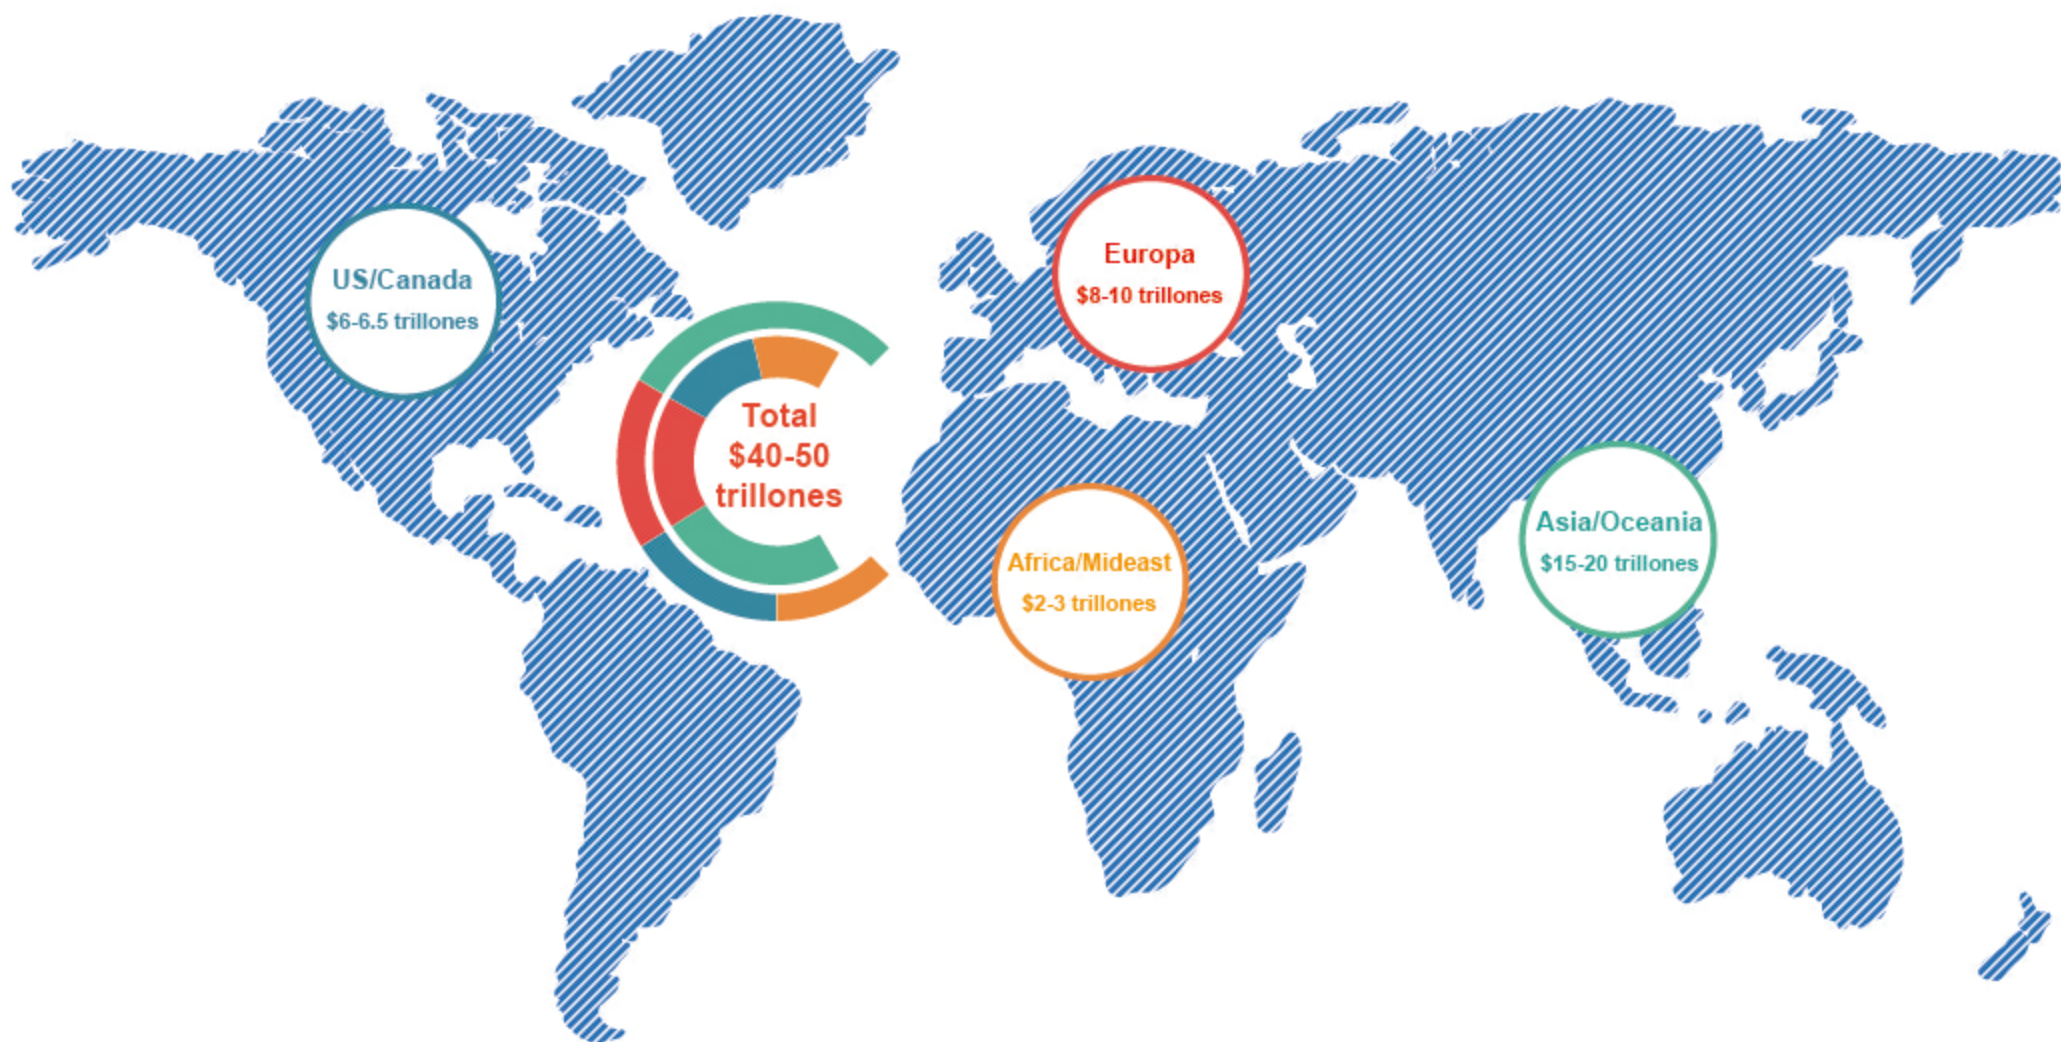 US/Canada
$6-6.5 trillones
Europa
$8-10 trillones
Total
$40-50
trillones
Africa/Mideast
$2-3 trillones
Asia/Oceania
$15-20 trillones